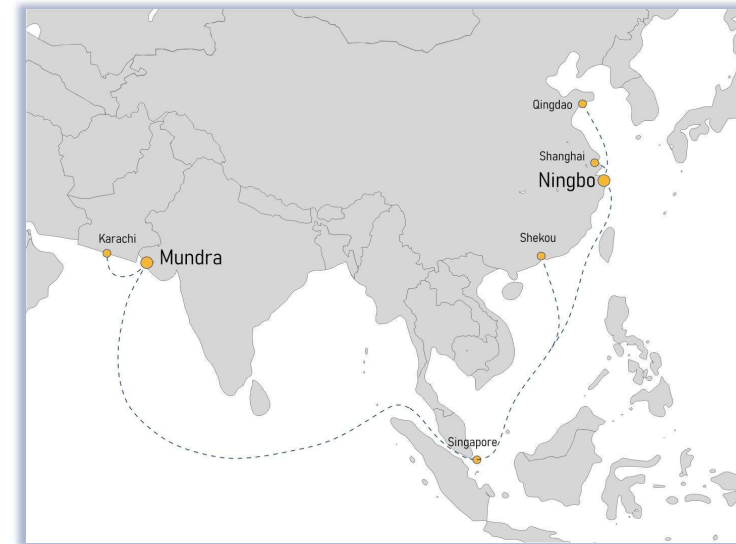 Qingdao
Shanghai
Ningbo
Shekou
Karachi
Mundra
Singapore